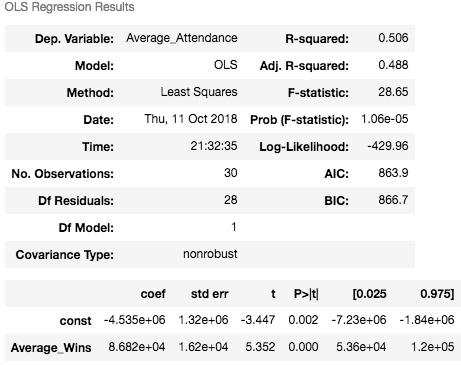 OLS Regression Results
Dep. Variable: Average_Attendance R-squared: 0.506
Model: OLS Adj. R-squared: 0.488
Method: Least Squares F-statistic: 28.65
Date: Thu, 11 Oct 2018 Prob (F-statistic): 1.06e-05
Time: 21:32:35 Log-Likelihood: -429.96
No. Observations: 30 AIC: 863.9
Df Residuals: 28 BIC: 866.7
Df Model: 1
Covariance Type: nonrobust
coef std err t P>|t| [0.025 0.975]
const -4.535e+06 1.32e+06 -3.447 0.002 -7.23e+06 -1.84e+06
Average_Wins 8.682e+04 1.62e+04 5.352 0.000 5.36e+04 1.2e+05